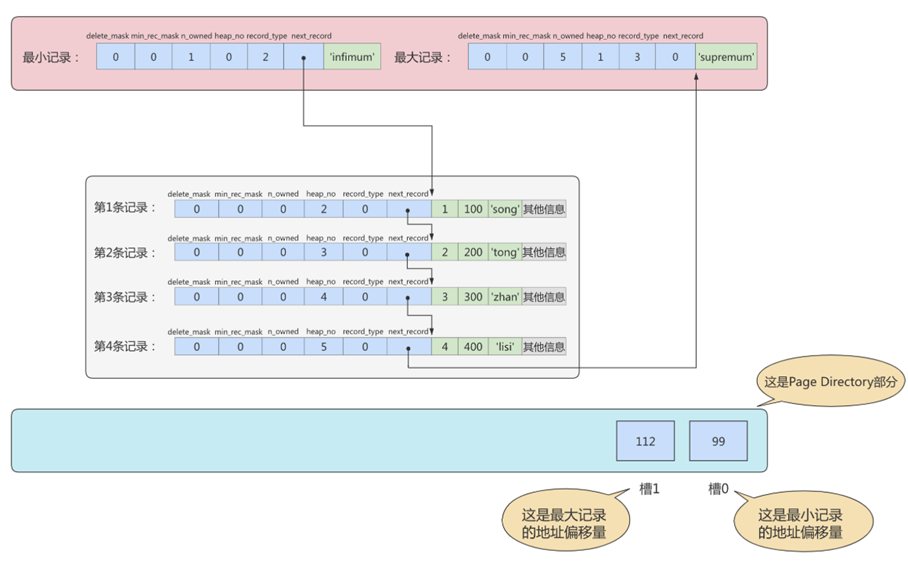 delete_mask min_rec_mask n_owned heap_no record_type next_record
最小记录： 0 0 1 0 2 'infimum'
delete_mask min_rec_mask n_owned heap_no record_type next_record
最大记录： 0 0 5 1 3 0 'supremum'
delete_mask min_rec_mask n_owned heap_no record_type next_record
第1条记录： 0 0 0 2 0 1 100 'song' 其他信息
delete_mask min_rec_mask n_owned heap_no record_type next_record
第2条记录： 0 0 0 3 0 2 200 'tong' 其他信息
delete_mask min_rec_mask n_owned heap_no record_type next_record
第3条记录： 0 0 0 4 0 3 300 'zhan' 其他信息
delete_mask min_rec_mask n_owned heap_no record_type next_record
第4条记录： 0 0 0 5 0 4 400 'lisi' 其他信息
这是Page Directory部分
112 99
槽1 槽0
这是最大记录
的地址偏移量
这是最小记录
的地址偏移量